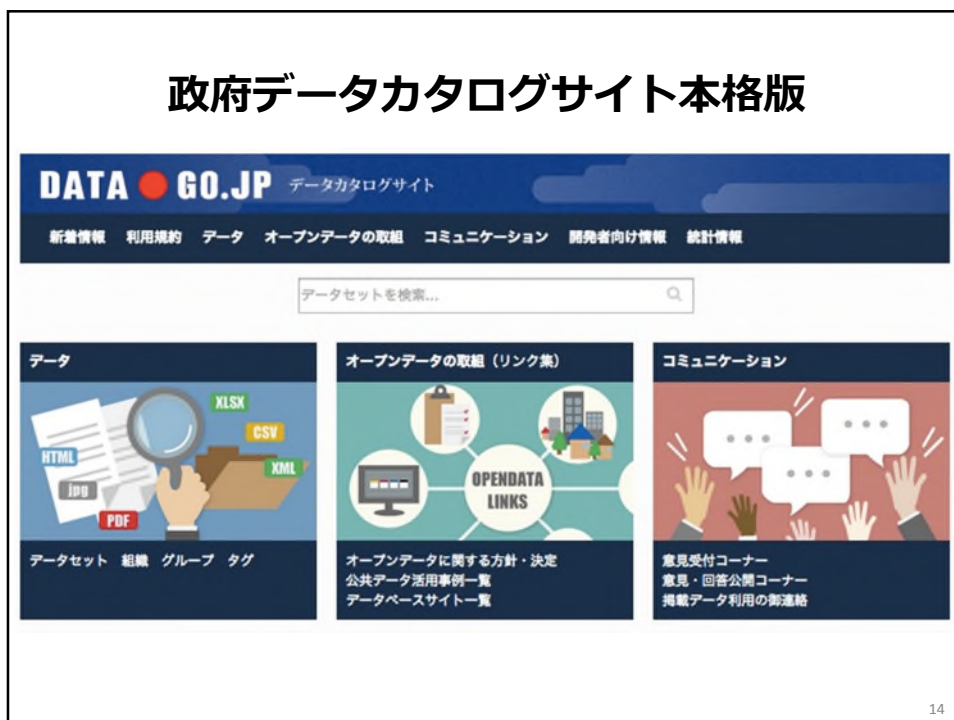 政府データカタログサイト本格版
DATA GO.JP データカタログサイト
新着情報 利用規約 データ オープンデータの取組 コミュニケーション 開発者向け情報 統計情報
データセットを検索...
データ
XLSX
CSV
HTML
XML
jpg
PDF
データセット 組織 グループ タグ
オープンデータの取組（リンク集）
OPENDATA
LINKS
オープンデータに関する方針・決定
公共データ活用事例一覧
データベースサイト一覧
コミュニケーション
意見受付コーナー
意見・回答公開コーナー
掲載データ利用の御連絡
14